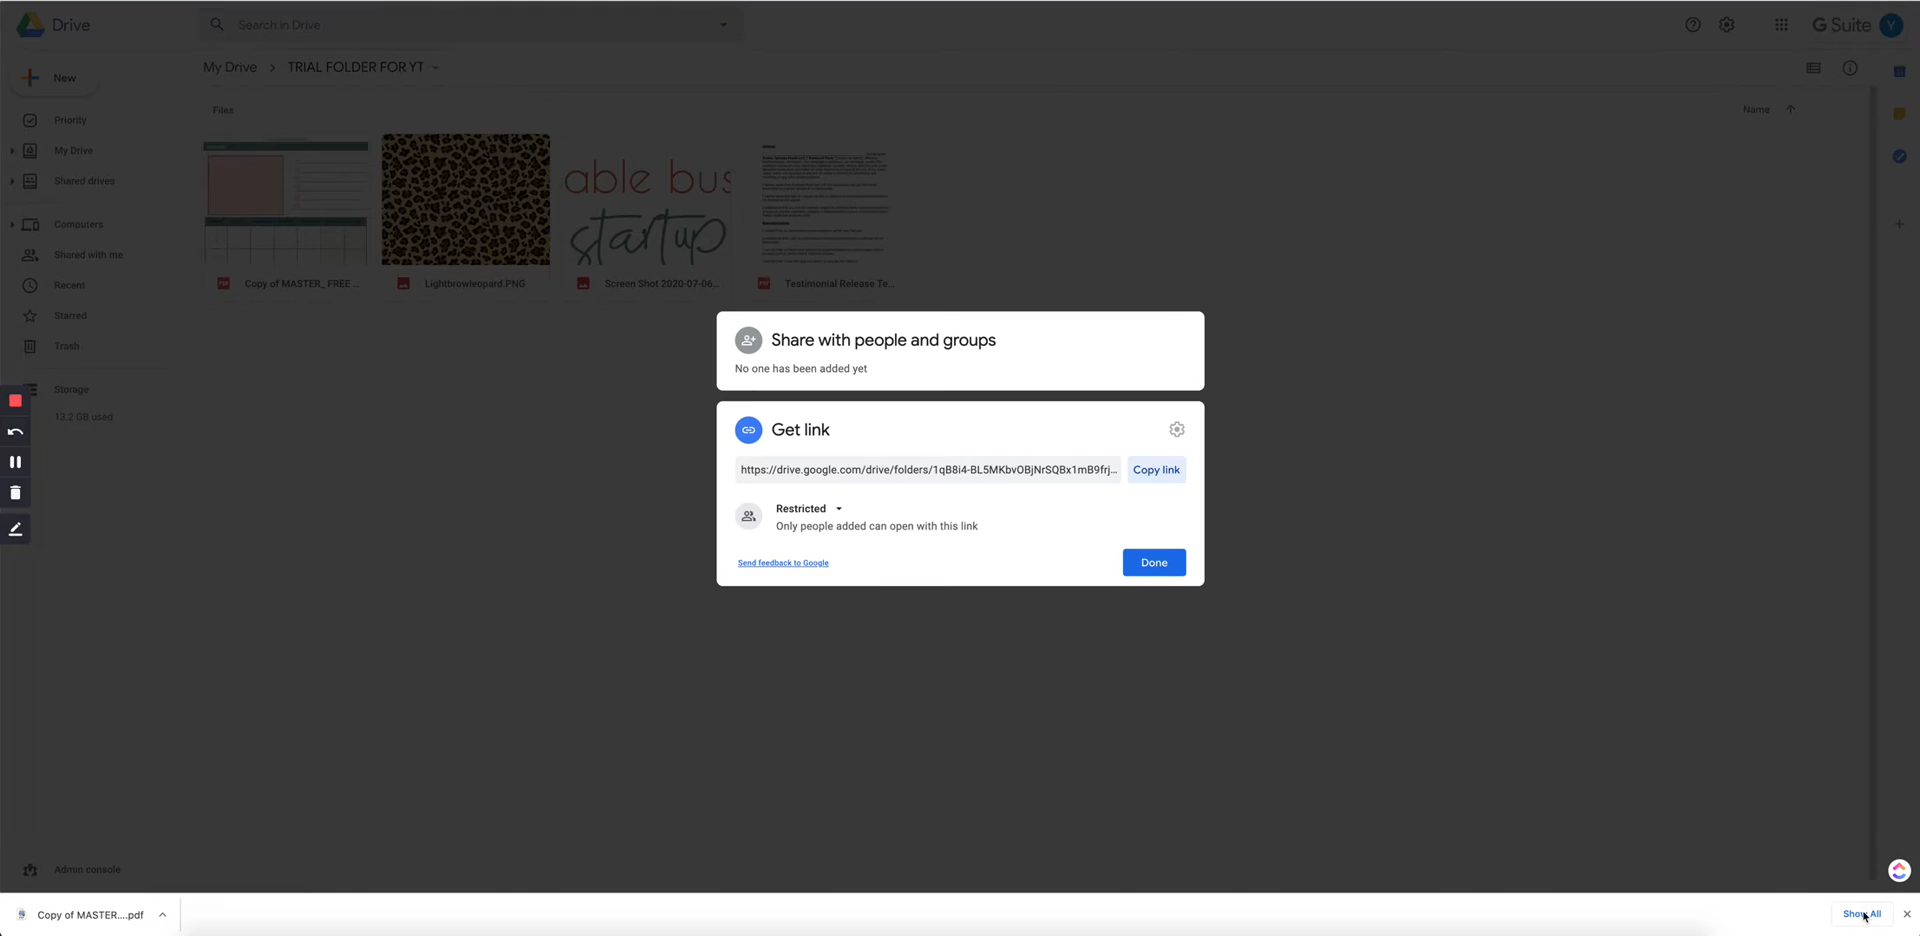 Drive
Search in Drive
G Suite
Y
My Drive > TRIAL FOLDER FOR YT
New
Files
Name
Priority
My Drive
Shared drives
Computers
Shared with me
Recent
Starred
Trash
Storage
13.2 GB used
able bus
startup
Copy of MASTER_ FREE ...
Lightbrowleopard.PNG
Screen Shot 2020-07-06...
Testimonial Release Te...
Share with people and groups
No one has been added yet
Get link
https://drive.google.com/drive/folders/1qB8i4-BL5MKbvOBjNrSQBx1mB9frj...
Copy link
Restricted
Only people added can open with this link
Send feedback to Google
Done
Admin console
Copy of MASTER....pdf
Show All